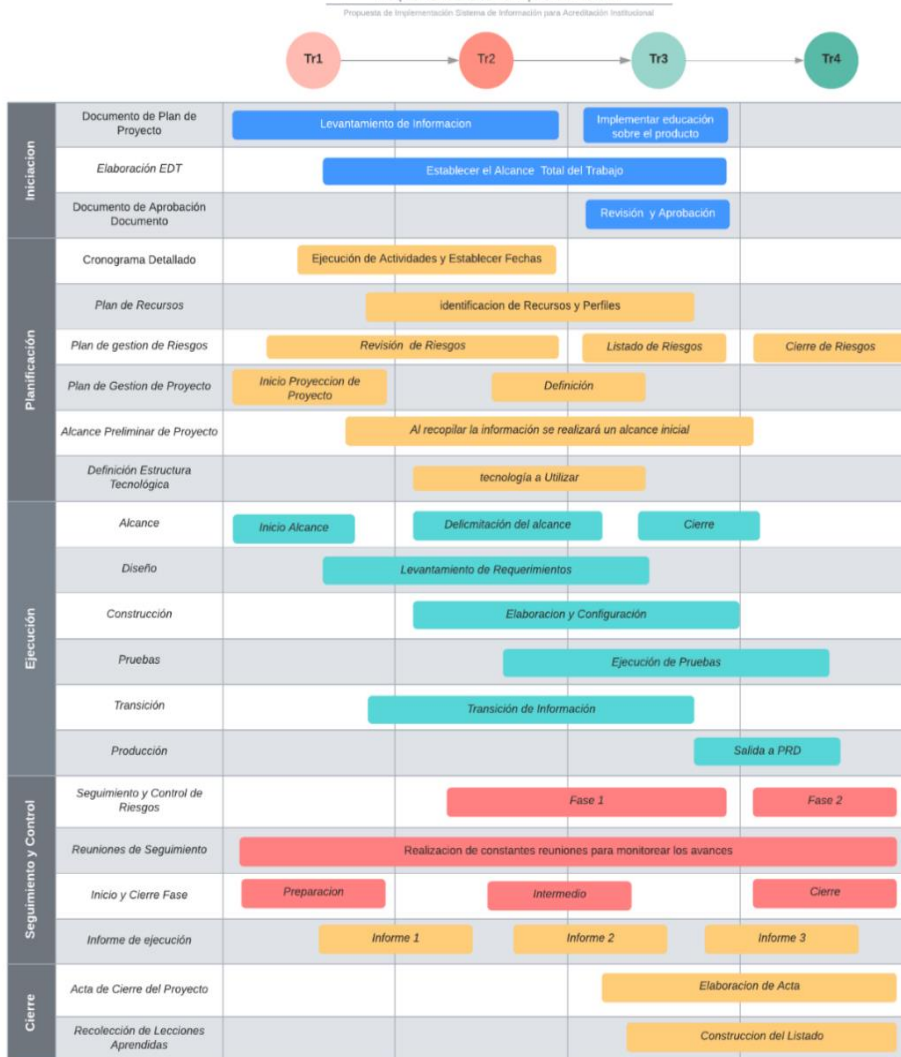 Propuesta de Implementación Sistema de Información para Acreditación Institucional
Tr1
Tr2
Tr3
Tr4
Iniciacion
Documento de Plan de
Proyecto
Levantamiento de Informacion
Implementar educación
sobre el producto
Elaboración EDT
Establecer el Alcance Total del Trabajo
Documento de Aprobación
Documento
Revisión y Aprobación
Planificación
Cronograma Detallado
Ejecución de Actividades y Establecer Fechas
Plan de Recursos
identificacion de Recursos y Perfiles
Plan de gestion de Riesgos
Revisión de Riesgos
Listado de Riesgos
Cierre de Riesgos
Plan de Gestion de Proyecto
Inicio Proyeccion de
Proyecto
Definición
Alcance Preliminar de Proyecto
Al recopilar la información se realizará un alcance inicial
Definición Estructura
Tecnológica
tecnología a Utilizar
Ejecución
Alcance
Inicio Alcance
Delicmitación del alcance
Cierre
Diseño
Levantamiento de Requerimientos
Construcción
Elaboracion y Configuración
Pruebas
Ejecución de Pruebas
Transición
Transición de Información
Producción
Salida a PRD
Seguimiento y Control
Seguimiento y Control de
Riesgos
Fase 1
Fase 2
Reuniones de Seguimiento
Realizacion de constantes reuniones para monitorear los avances
Inicio y Cierre Fase
Preparacion
Intermedio
Cierre
Informe de ejecución
Informe 1
Informe 2
Informe 3
Cierre
Acta de Cierre del Proyecto
Elaboracion de Acta
Recolección de Lecciones
Aprendidas
Construccion del Listado